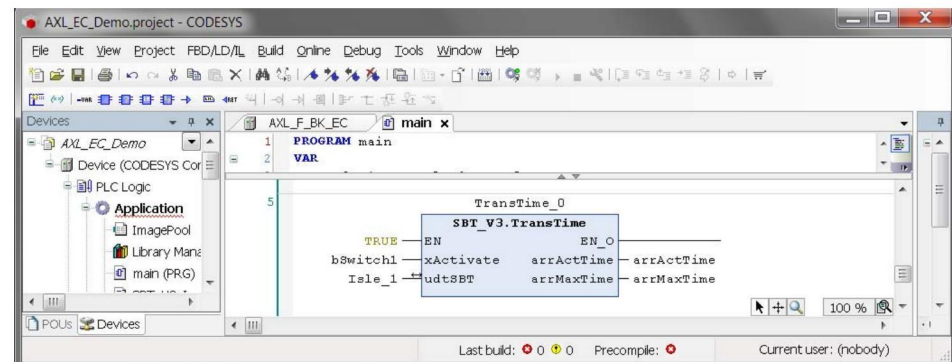 AXL_EC_Demo.project - CODESYS
File Edit View Project FBD/LD/IL Build Online Debug Tools Window Help
Devices
AXL_F_BK_EC
main
AXL_EC_Demo
Device (CODESYS Cor
PLC Logic
Application
ImagePool
Library Mana
main (PRG)
1 PROGRAM main
2 VAR
5
TransTime_0
SBT_V3.TransTime
TRUE EN EN_O
bSwitch1 xActivate arrActTime arrActTime
Isle_1 udtSBT arrMaxTime arrMaxTime
100 %
POUs Devices
Last build: 0 0 Precompile: Current user: (nobody)